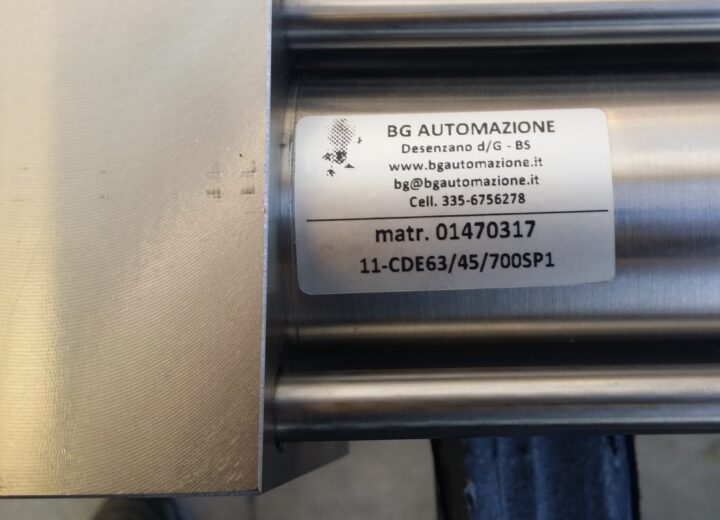 BG AUTOMAZIONE
Desenzano d/G - BS
www.bgautomazione.it
bg@bgautomazione.it
Cell. 335-6756278
matr. 01470317
11-CDE63/45/700SP1